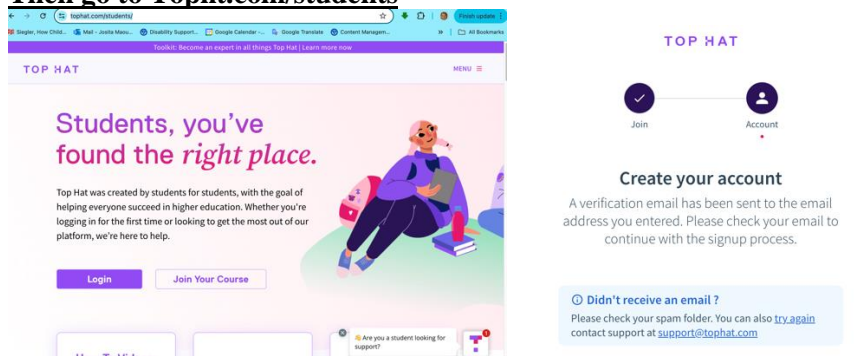 Then go to Tophit.com/students
tophat.com/students/
Finish update
Siegler, How Child...
Mail - Josita Maou...
Disability Support...
Google Calendar -...
Google Translate
Content Managem...
All Bookmarks
Toolkit: Become an expert in all things Top Hat | Learn more now
TOP HAT
MENU
Students, you've
found the right place.
Top Hat was created by students for students, with the goal of
helping everyone succeed in higher education. Whether you're
logging in for the first time or looking to get the most out of our
platform, we're here to help.
Login
Join Your Course
Are you a student looking for
support?
1
TOP HAT
Join
Account
Create your account
A verification email has been sent to the email
address you entered. Please check your email to
continue with the signup process.
Didn't receive an email ?
Please check your spam folder. You can also try again
contact support at support@tophat.com